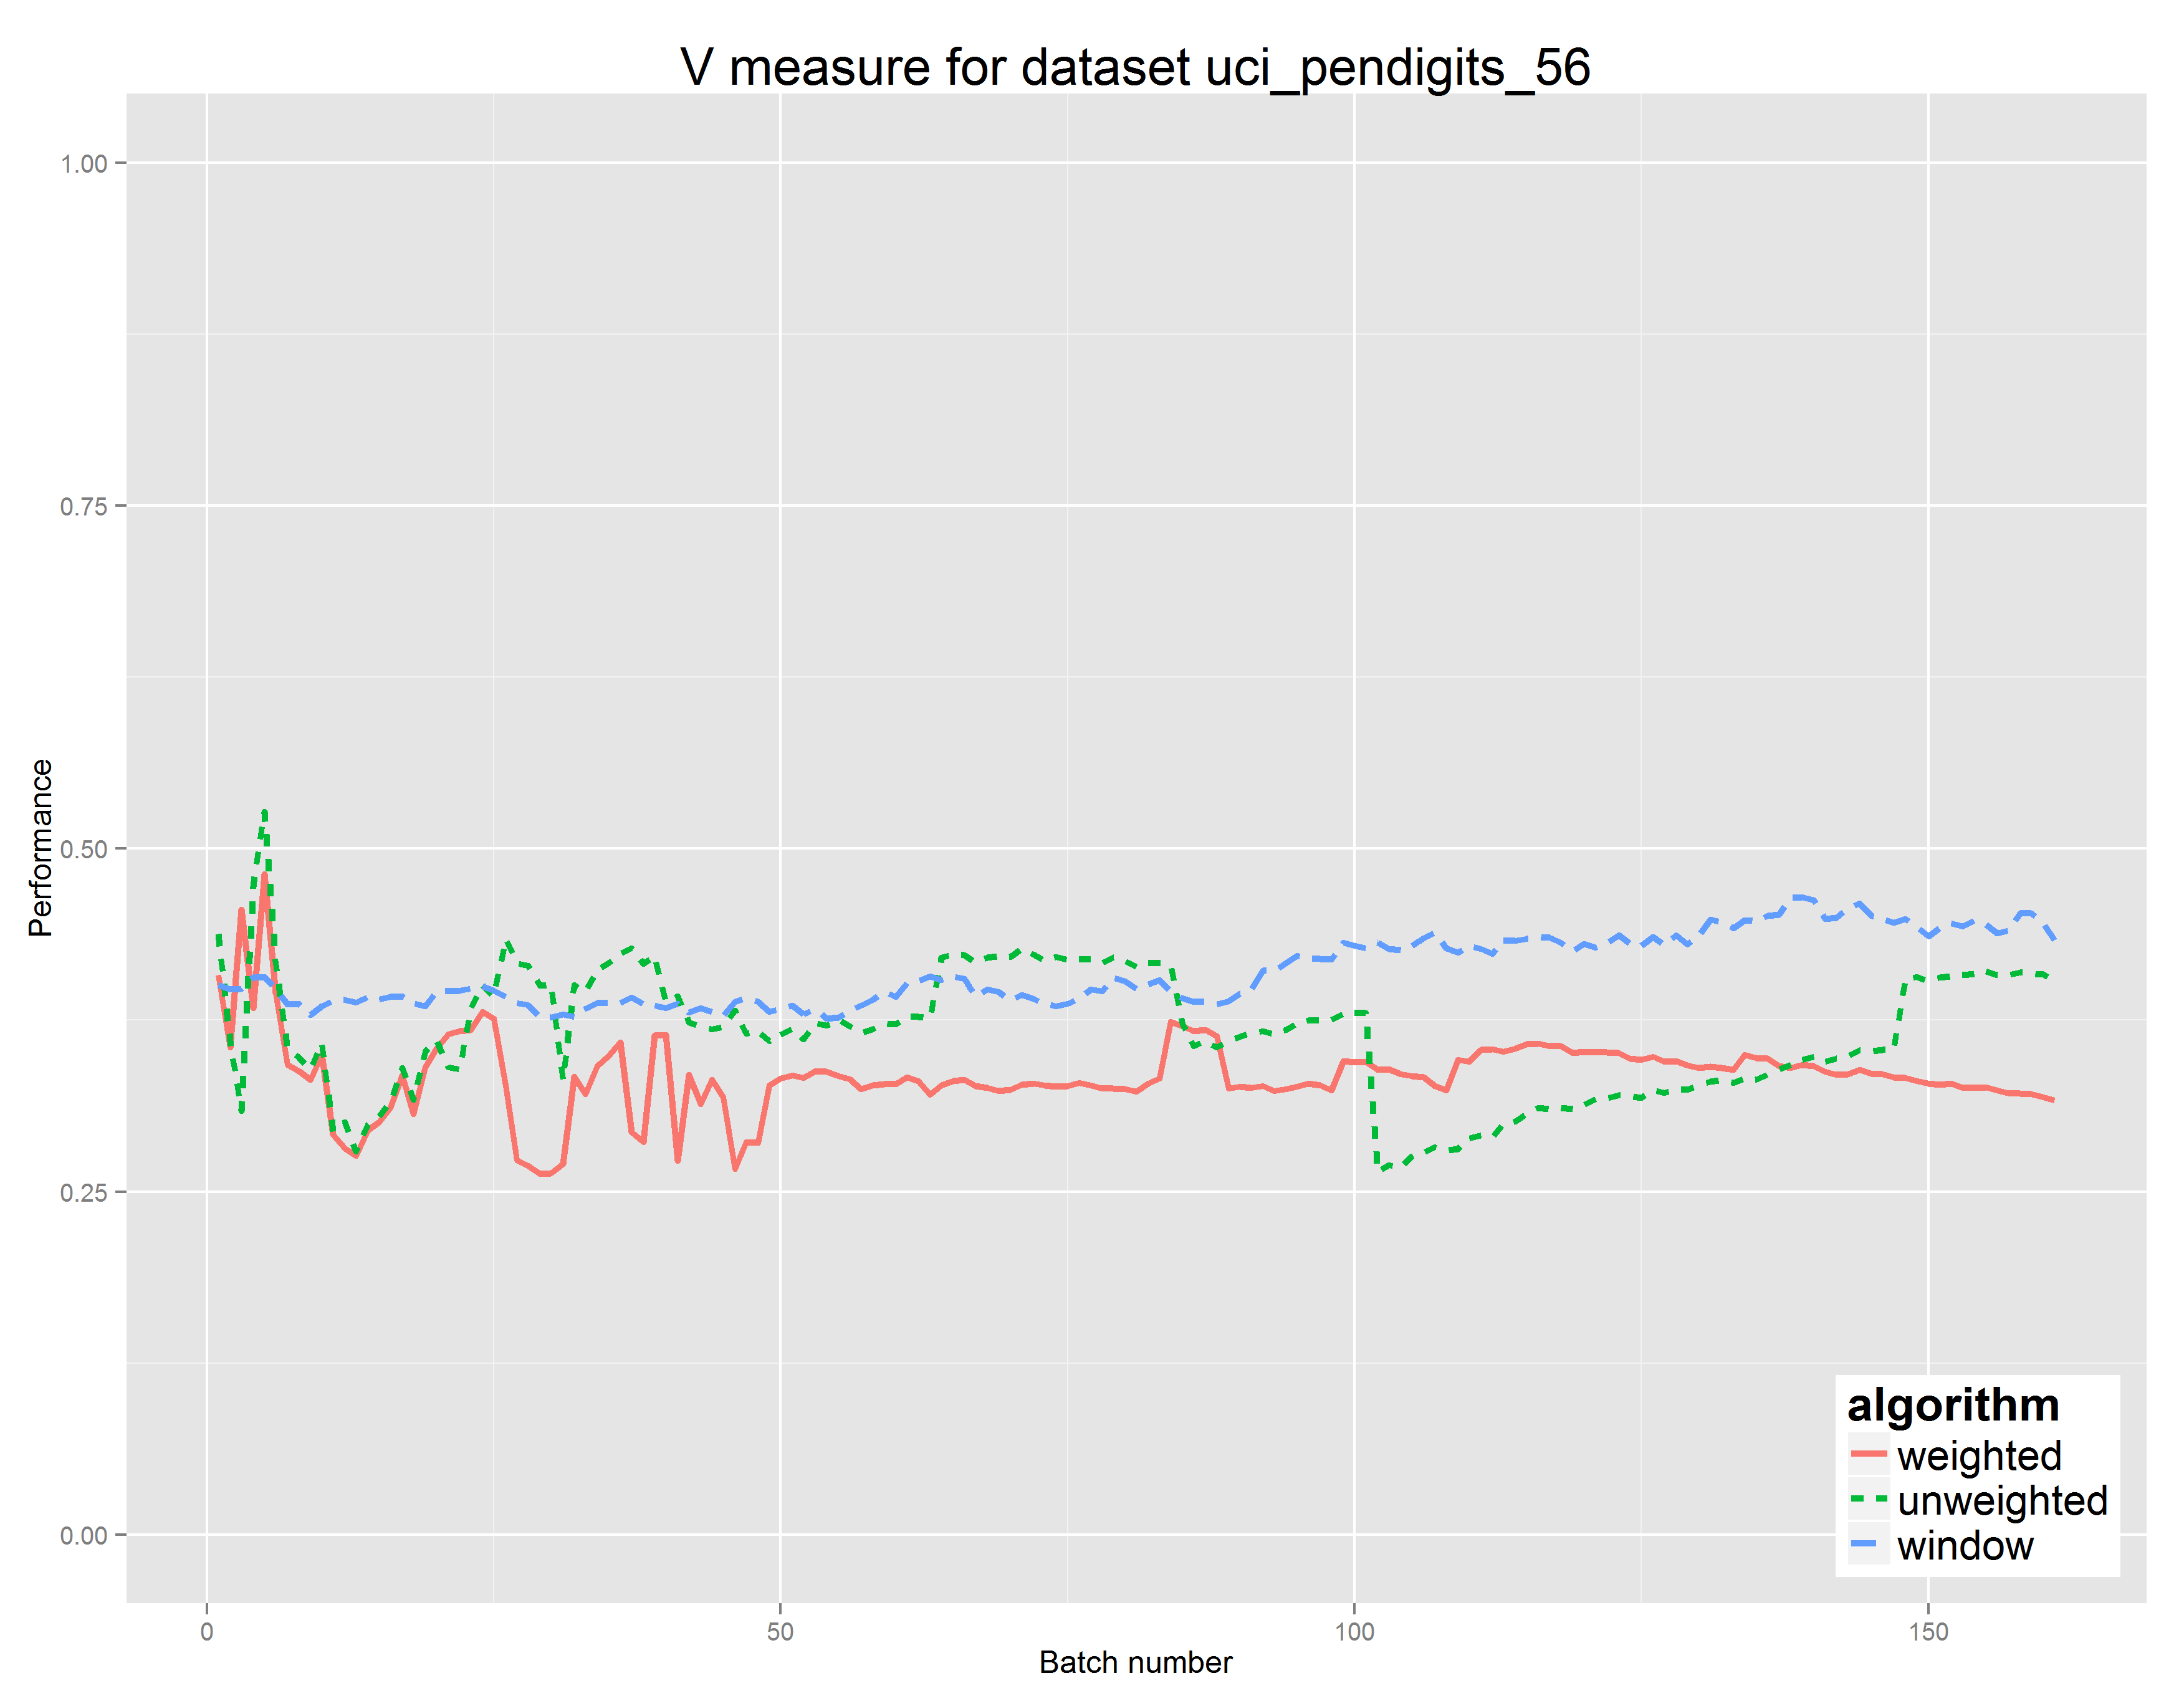 V measure for dataset uci_pendigits_56
Performance
1.00
0.75
0.50
0.25
0.00
0
50
100
150
Batch number
algorithm
weighted
unweighted
window